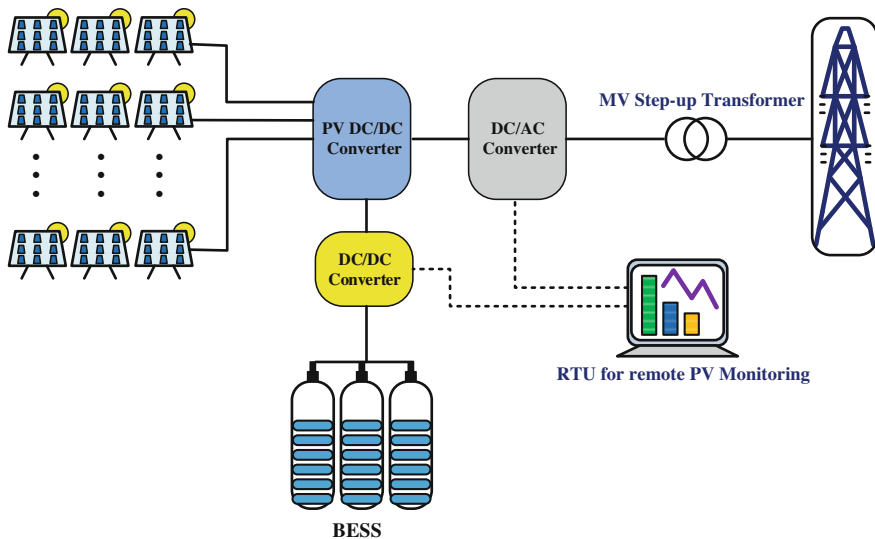 MV Step-up Transformer
PV DC/DC
Converter
DC/AC
Converter
DC/DC
Converter
RTU for remote PV Monitoring
BESS